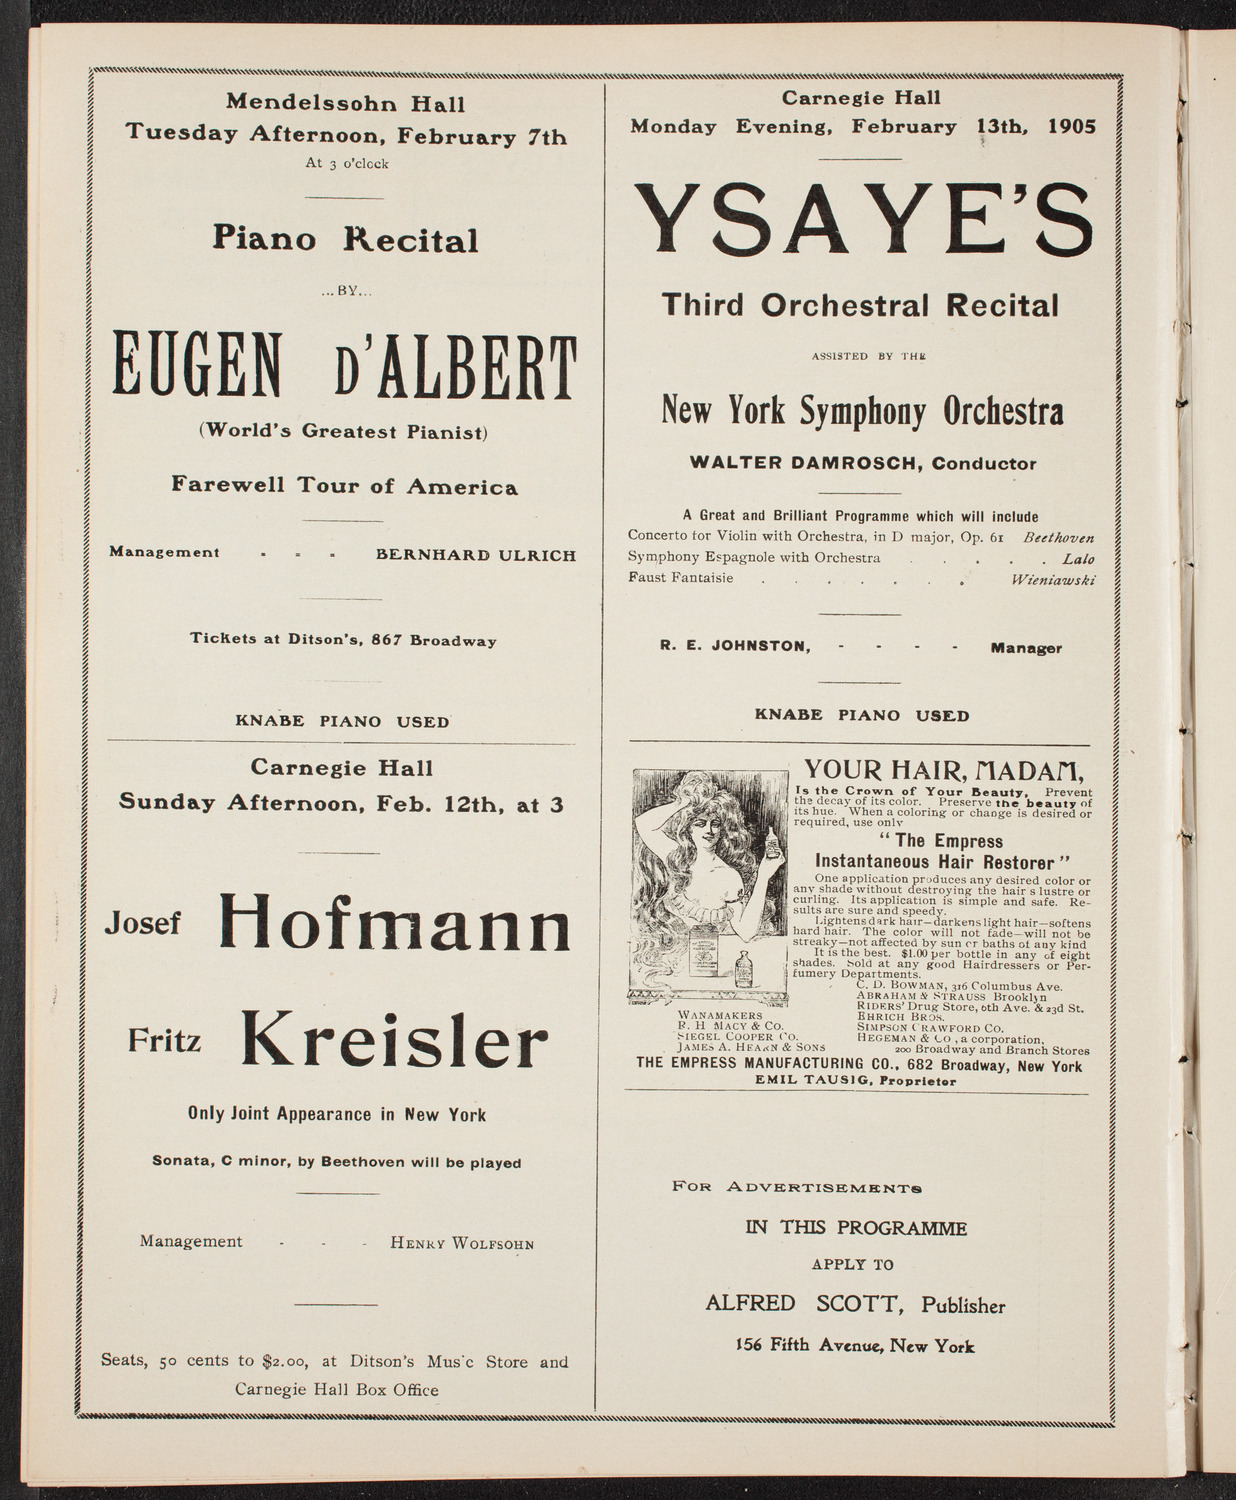 Mendelssohn Hall
Tuesday Afternoon, February 7th
At 3 o'clock
Piano Recital
...BY...
EUGEN D'ALBERT
(World's Greatest Pianist)
Farewell Tour of America
Management - - - BERNHARD ULRICH
Tickets at Ditson's, 867 Broadway
KNABE PIANO USED
Carnegie Hall
Sunday Afternoon, Feb. 12th, at 3
Josef Hofmann
Fritz Kreisler
Only Joint Appearance in New York
Sonata, C minor, by Beethoven will be played
Management - - - HENRY WOLFSOHN
Seats, 50 cents to $2.00, at Ditson's Mus'c Store and
Carnegie Hall Box Office
Carnegie Hall
Monday Evening, February 13th, 1905
YSAYE'S
Third Orchestral Recital
ASSISTED BY THE
New York Symphony Orchestra
WALTER DAMROSCH, Conductor
A Great and Brilliant Programme which will include
Concerto for Violin with Orchestra, in D major, Op. 61 Beethoven
Symphony Espagnole with Orchestra . . . . . Lalo
Faust Fantaisie . . . . . . . Wieniawski
R. E. JOHNSTON, - - - - Manager
KNABE PIANO USED
YOUR HAIR, MADAM,
Is the Crown of Your Beauty, Prevent
the decay of its color. Preserve the beauty of
its hue. When a coloring or change is desired or
required, use only
"The Empress
Instantaneous Hair Restorer"
One application produces any desired color or
any shade without destroying the hair s lustre or
curling. Its application is simple and safe. Re-
sults are sure and speedy.
Lightens dark hair—darkens light hair—softens
hard hair. The color will not fade—will not be
streaky—not affected by sun or baths of any kind
It is the best. $1.00 per bottle in any of eight
shades. Sold at any good Hairdressers or Per-
fumery Departments.
C. D. BOWMAN, 316 Columbus Ave.
ABRAHAM & STRAUSS Brooklyn
RIDERS' Drug Store, 6th Ave. & 23d St.
WANAMAKERS EHRICH BROS.
R. H MACY & CO. SIMPSON CRAWFORD CO.
SIEGEL COOPER CO. HEGEMAN & CO, a corporation,
JAMES A. HEARN & SONS 200 Broadway and Branch Stores
THE EMPRESS MANUFACTURING CO., 682 Broadway, New York
EMIL TAUSIG, Proprietor
FOR ADVERTISEMENTS
IN THIS PROGRAMME
APPLY TO
ALFRED SCOTT, Publisher
156 Fifth Avenue, New York